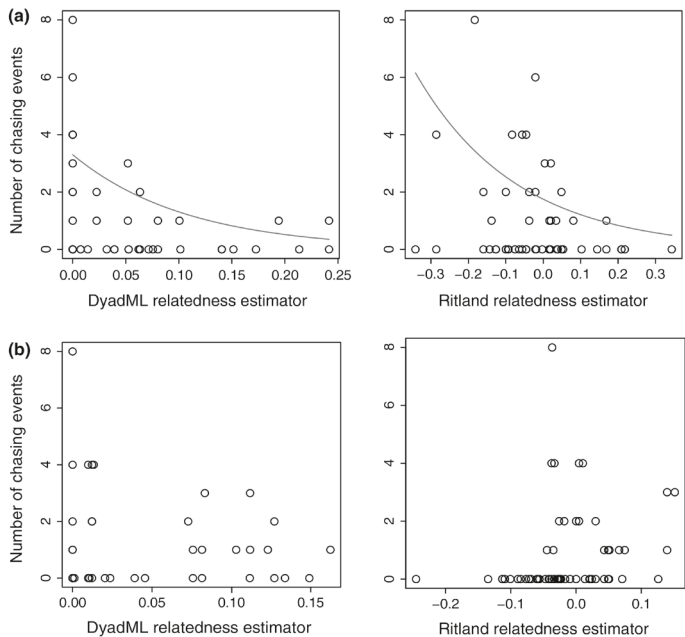 (a)
Number of chasing events
8
6
4
2
0
0.00 0.05 0.10 0.15 0.20 0.25
DyadML relatedness estimator
8
6
4
2
0
−0.3 −0.2 −0.1 0.0 0.1 0.2 0.3
Ritland relatedness estimator
(b)
Number of chasing events
8
6
4
2
0
0.00 0.05 0.10 0.15
DyadML relatedness estimator
8
6
4
2
0
−0.2 −0.1 0.0 0.1
Ritland relatedness estimator